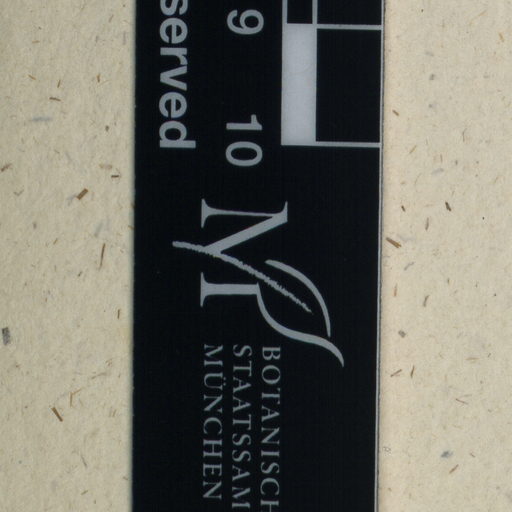 served
9 10
M
BOTANISCH
STAATSSAM
MÜNCHEN